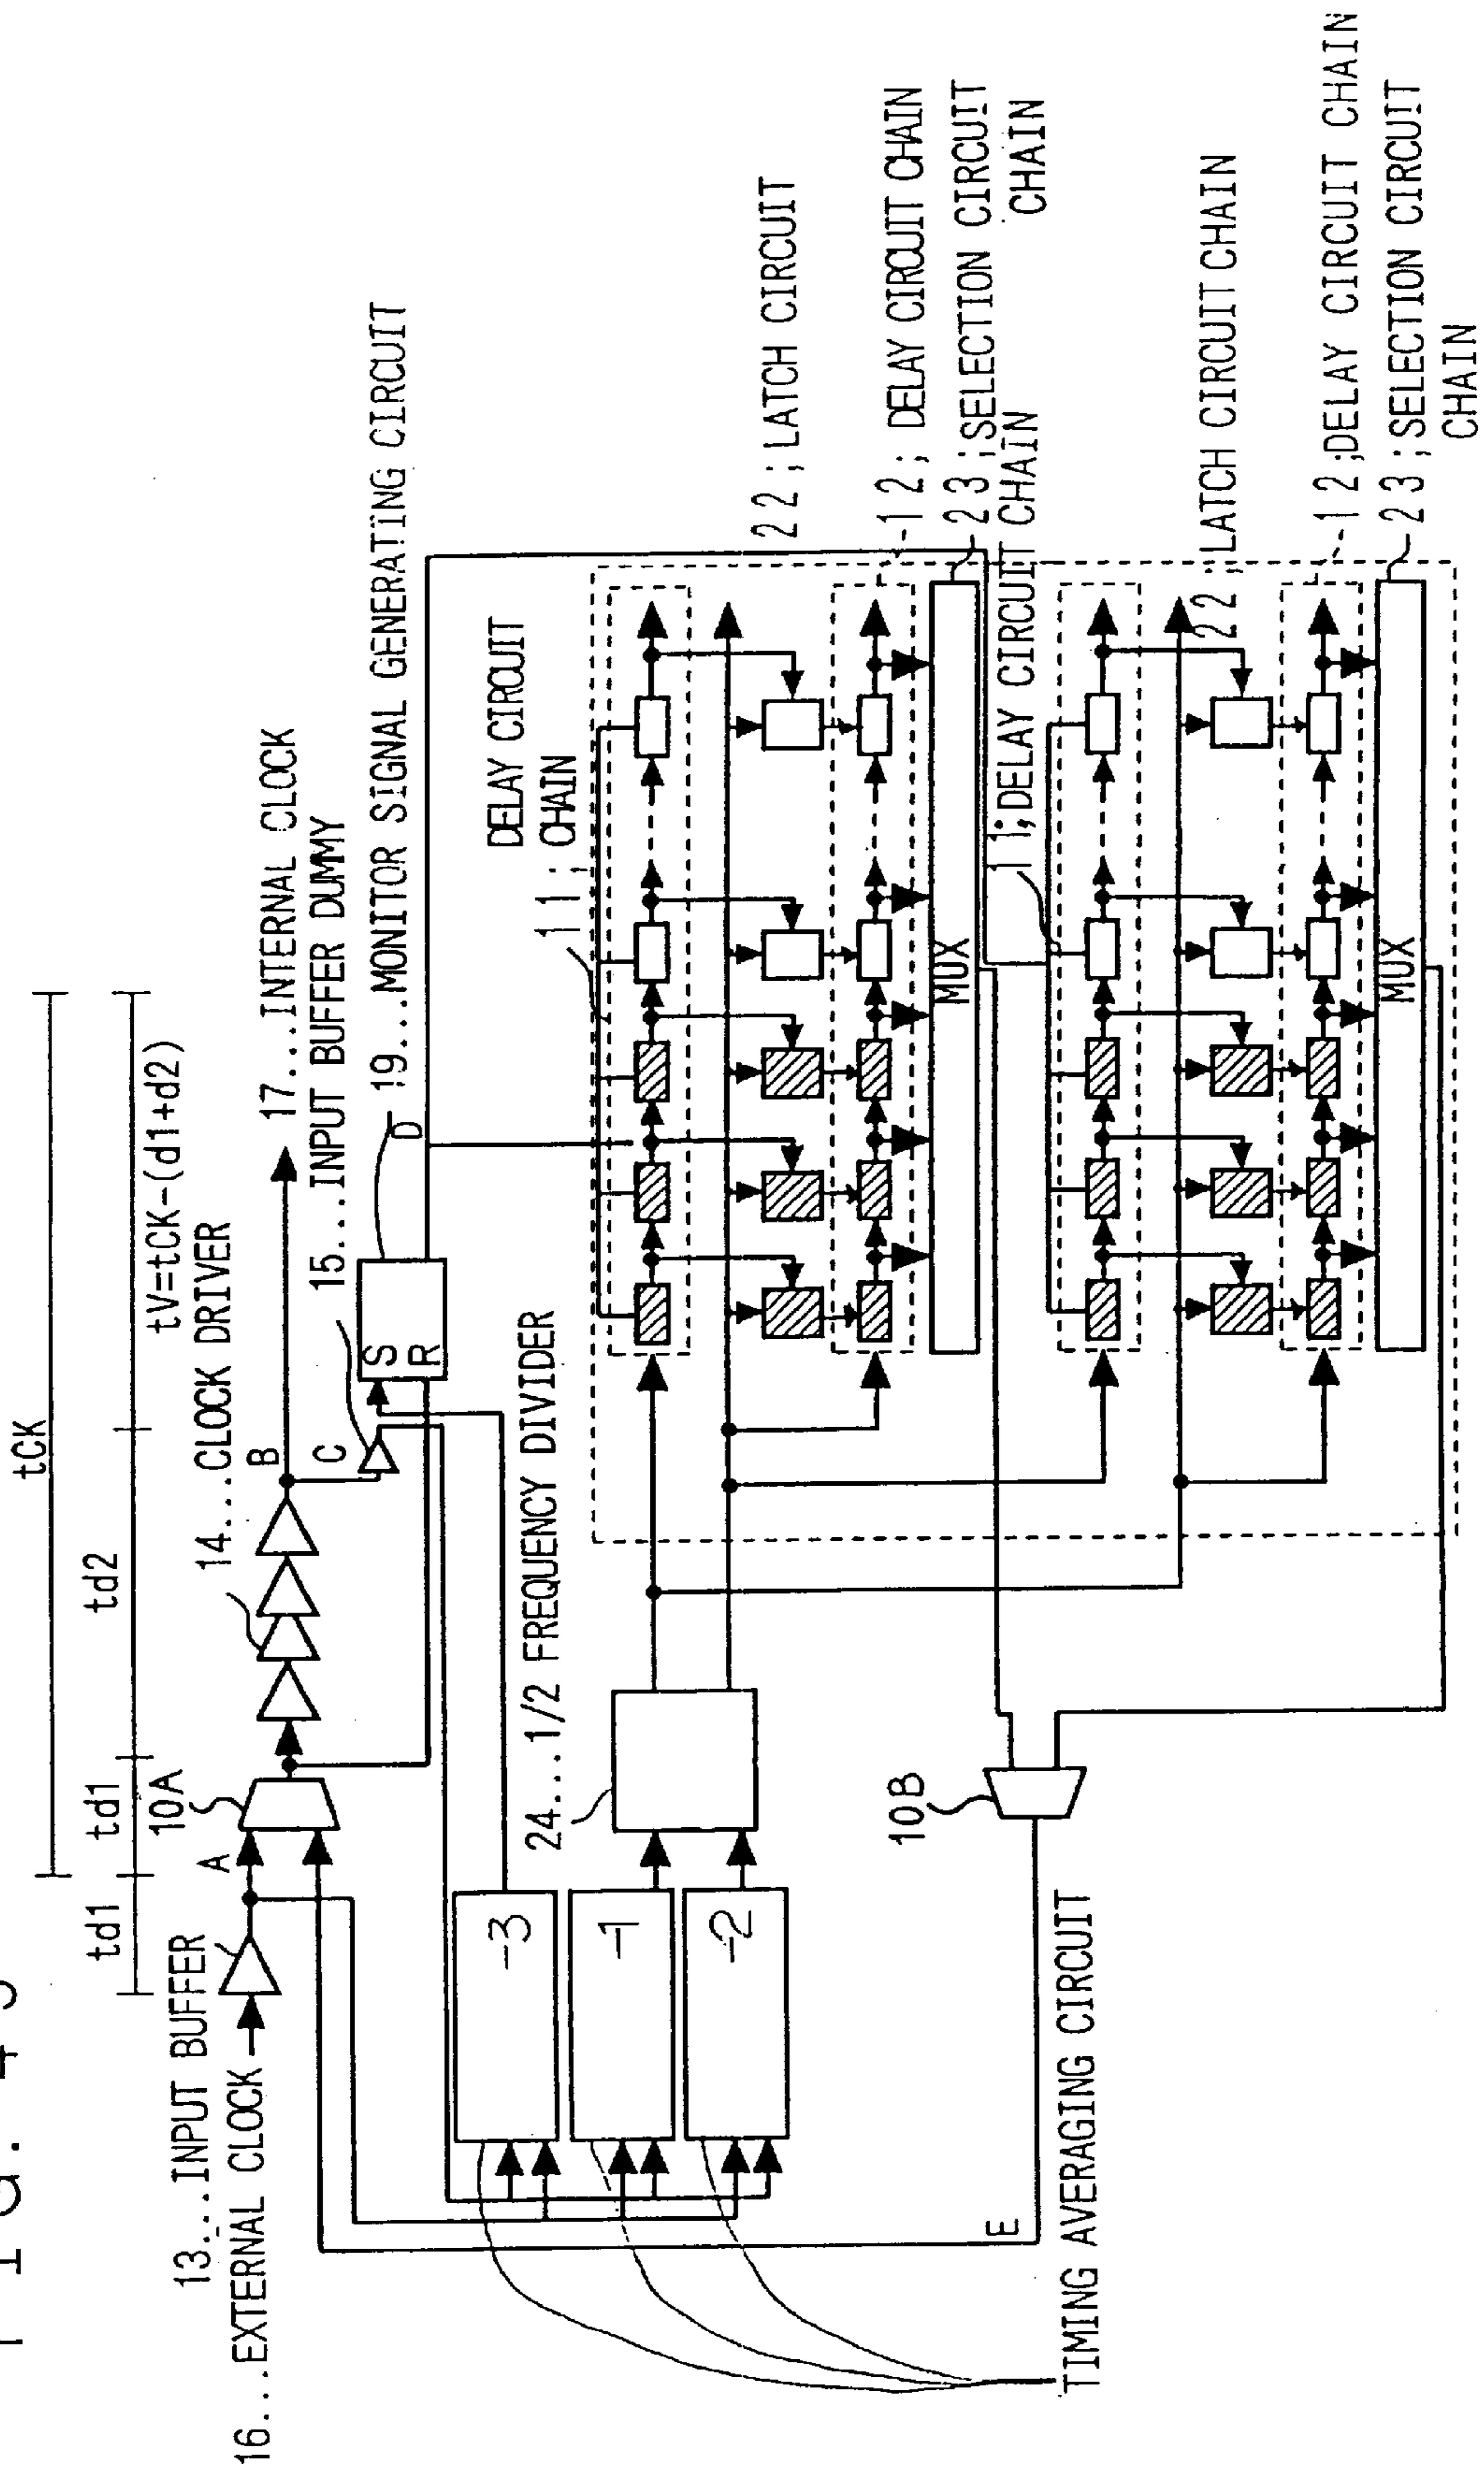 tCK
td1
td1
td2
tV=tCK-(d1+d2)
13...INPUT BUFFER
16...EXTERNAL CLOCK
A
10A
14...CLOCK DRIVER
B
17...INTERNAL CLOCK
C
15...INPUT BUFFER DUMMY
S
R
D
19...MONITOR SIGNAL GENERATING CIRCUIT
-3
-1
-2
24...1/2 FREQUENCY DIVIDER
DELAY CIRCUIT
11; CHAIN
22;LATCH CIRCUIT
12; DELAY CIRCUIT CHAIN
MUX
23;SELECTION CIRCUIT
CHAIN
11;DELAY CIRCUIT CHAIN
10B
E
TIMING AVERAGING CIRCUIT
22;LATCH CIRCUIT CHAIN
12;DELAY CIRCUIT CHAIN
MUX
23;SELECTION CIRCUIT
CHAIN